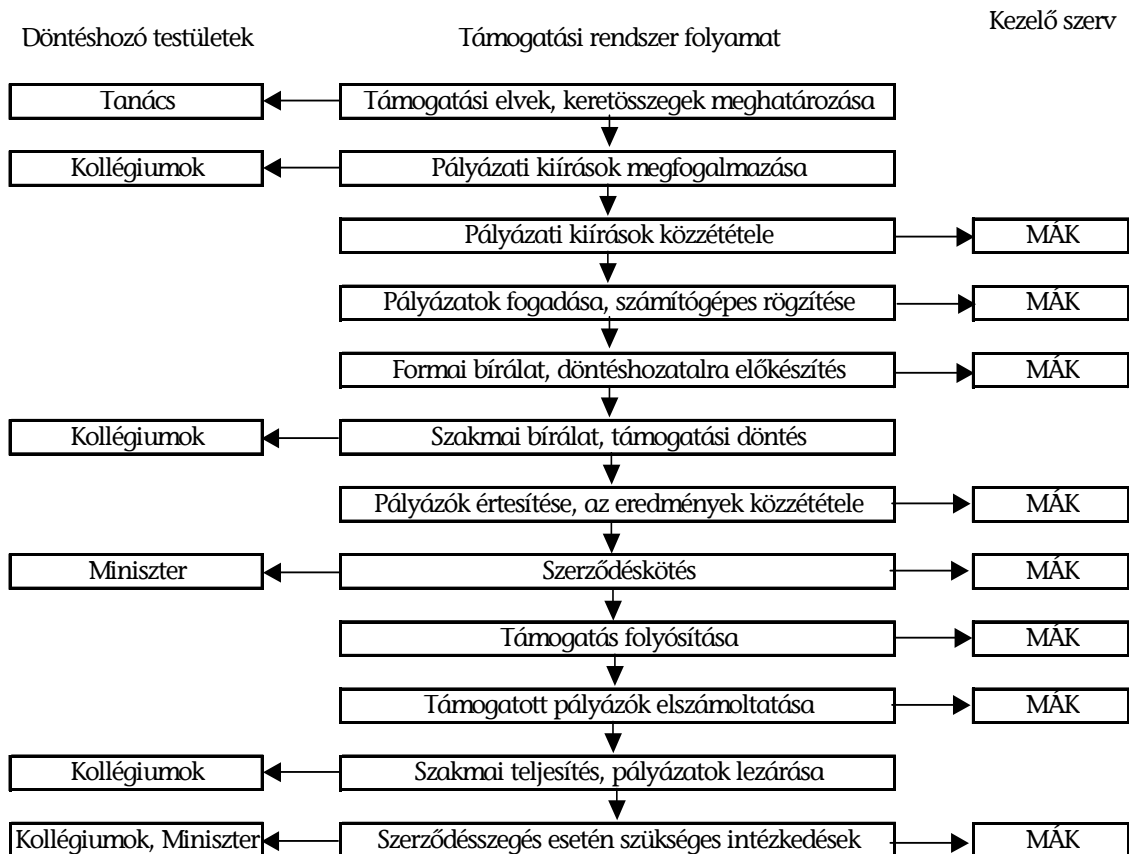 Kezelő szerv
Döntéshozó testületek Támogatási rendszer folyamat
Tanács Támogatási elvek, keretösszegek meghatározása
Kollégiumok Pályázati kiírások megfogalmazása
Pályázati kiírások közzététele MÁK
Pályázatok fogadása, számítógépes rögzítése MÁK
Formai bírálat, döntéshozatalra előkészítés MÁK
Kollégiumok Szakmai bírálat, támogatási döntés
Pályázók értesítése, az eredmények közzététele MÁK
Miniszter Szerződéskötés MÁK
Támogatás folyósítása MÁK
Támogatott pályázók elszámoltatása MÁK
Kollégiumok Szakmai teljesítés, pályázatok lezárása
Kollégiumok, Miniszter Szerződésszegés esetén szükséges intézkedések MÁK